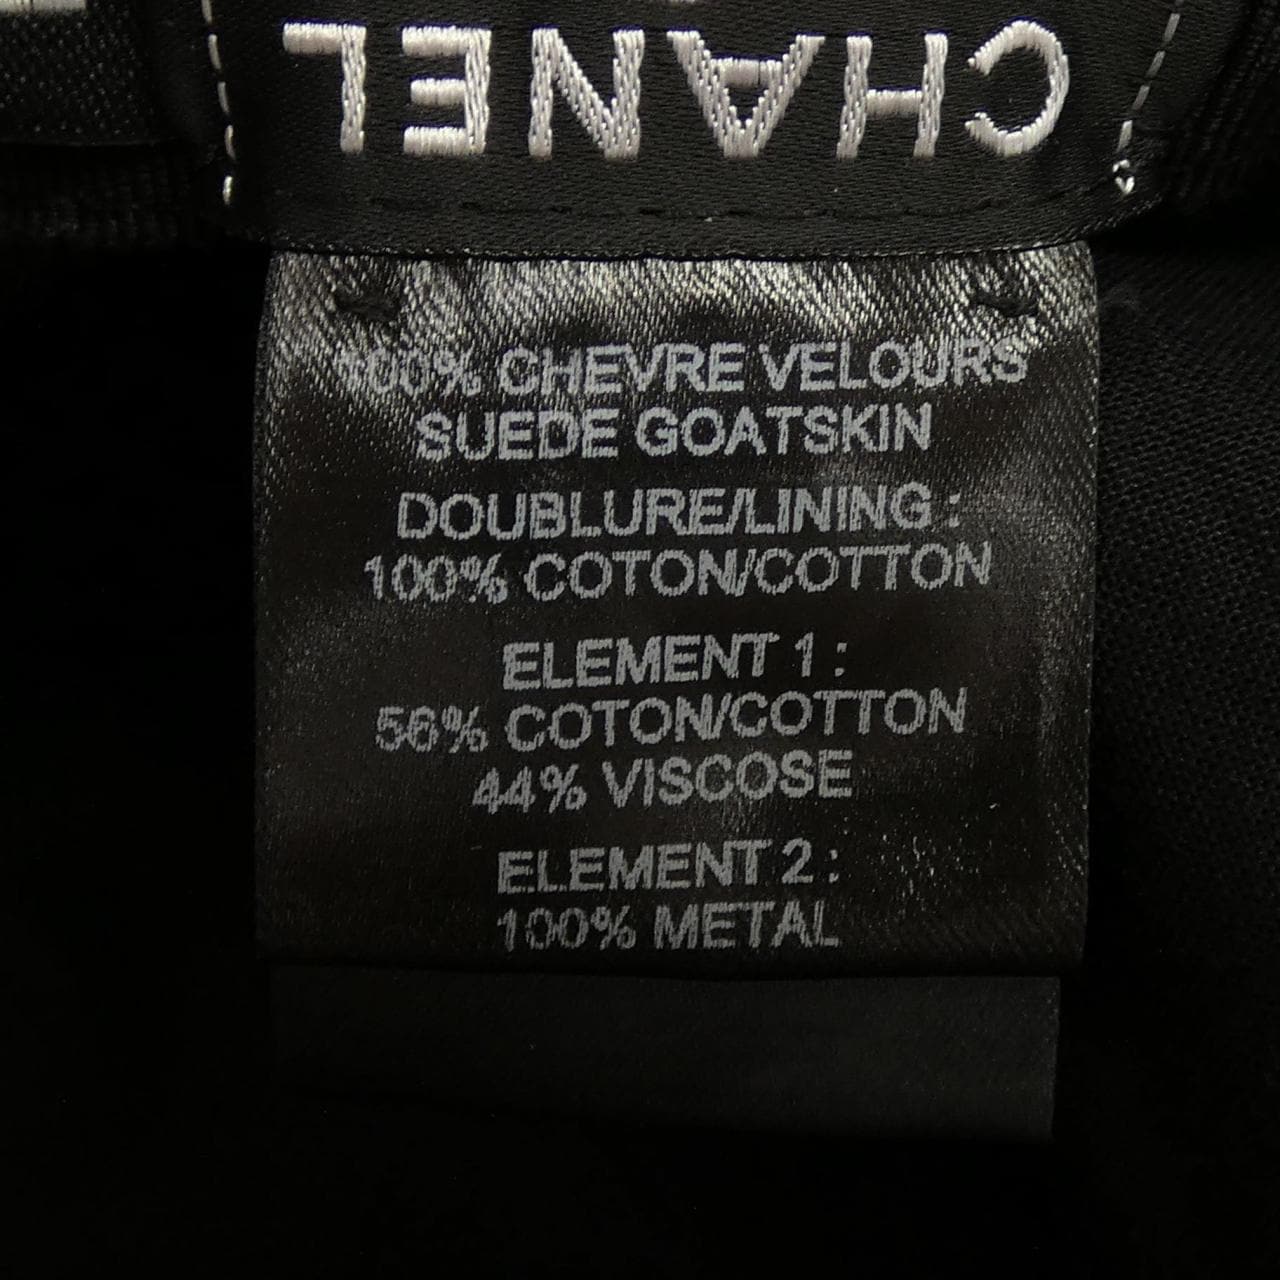 CHANEL
100% CHEVRE VELOURS
SUEDE GOATSKIN
DOUBLURE/LINING :
100% COTON/COTTON
ELEMENT 1 :
56% COTON/COTTON
44% VISCOSE
ELEMENT 2 :
100% METAL